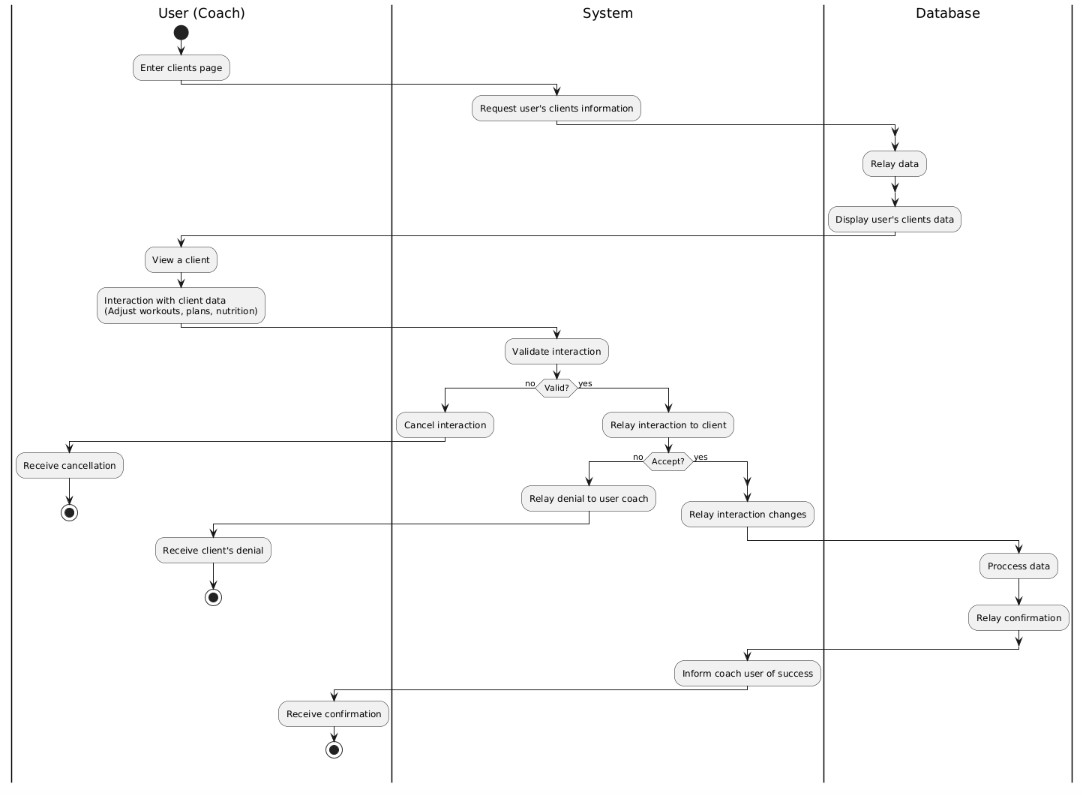 User (Coach)
System
Database
Enter clients page
Request user's clients information
Relay data
Display user's clients data
View a client
Interaction with client data
(Adjust workouts, plans, nutrition)
Validate interaction
no
Valid?
yes
Cancel interaction
Relay interaction to client
Receive cancellation
no
Accept?
yes
Relay denial to user coach
Relay interaction changes
Receive client's denial
Proccess data
Relay confirmation
Inform coach user of success
Receive confirmation